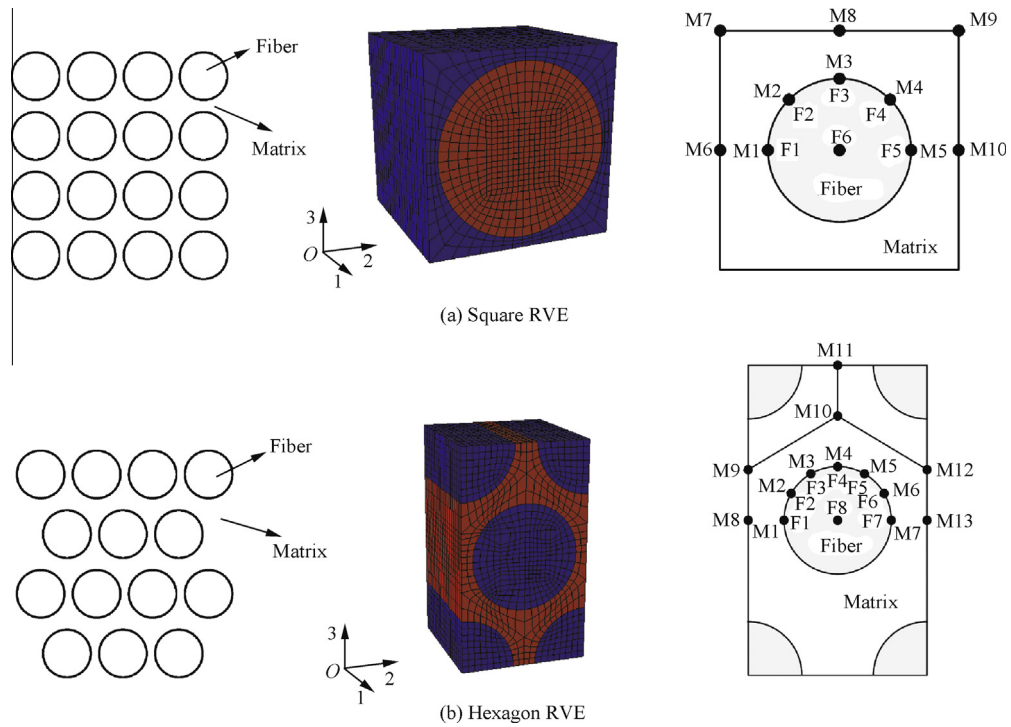 Fiber
Matrix
3
O
2
1
M7 M8 M9
M3
M2 F3 M4
F2 F4
M6 M1 F1 F6 F5 M5 M10
Fiber
Matrix
(a) Square RVE
Fiber
Matrix
3
O
2
1
M11
M10
M9 M12
M4
M3 M5
F4
M2 F3 F5 M6
F2 F6
M8 M1 F1 F8 F7 M7 M13
Fiber
Matrix
(b) Hexagon RVE